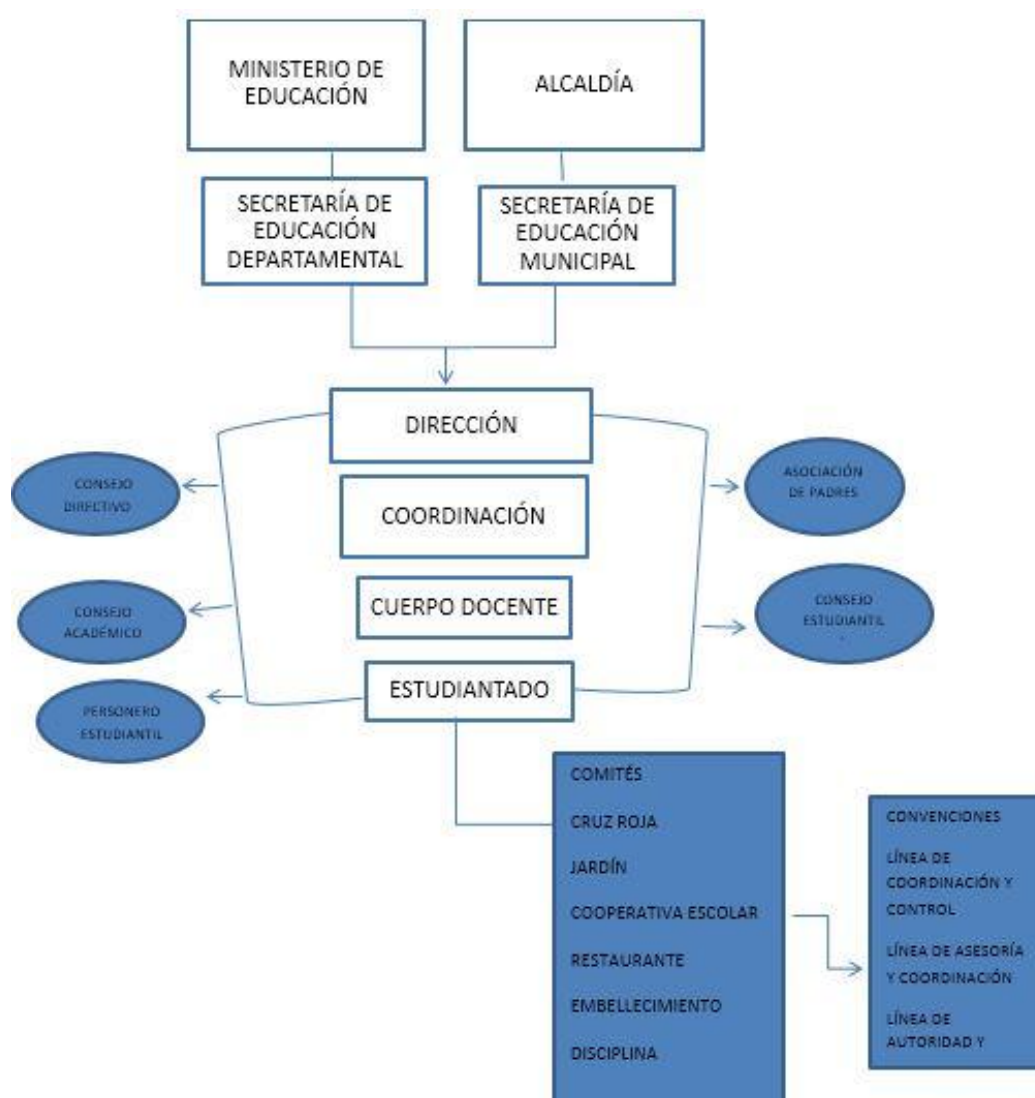 MINISTERIO DE
EDUCACIÓN
ALCALDÍA
SECRETARÍA DE
EDUCACIÓN
DEPARTAMENTAL
SECRETARÍA DE
EDUCACIÓN
MUNICIPAL
DIRECCIÓN
CONSEJO
DIRECTIVO
ASOCIACIÓN
DE PADRES
COORDINACIÓN
CUERPO DOCENTE
CONSEJO
ACADÉMICO
CONSEJO
ESTUDIANTIL
ESTUDIANTADO
PERSONERO
ESTUDIANTIL
COMITÉS
CRUZ ROJA
JARDÍN
COOPERATIVA ESCOLAR
RESTAURANTE
EMBELLECIMIENTO
DISCIPLINA
CONVENCIONES
LÍNEA DE
COORDINACIÓN Y
CONTROL
LÍNEA DE ASESORÍA
Y COORDINACIÓN
LÍNEA DE
AUTORIDAD Y